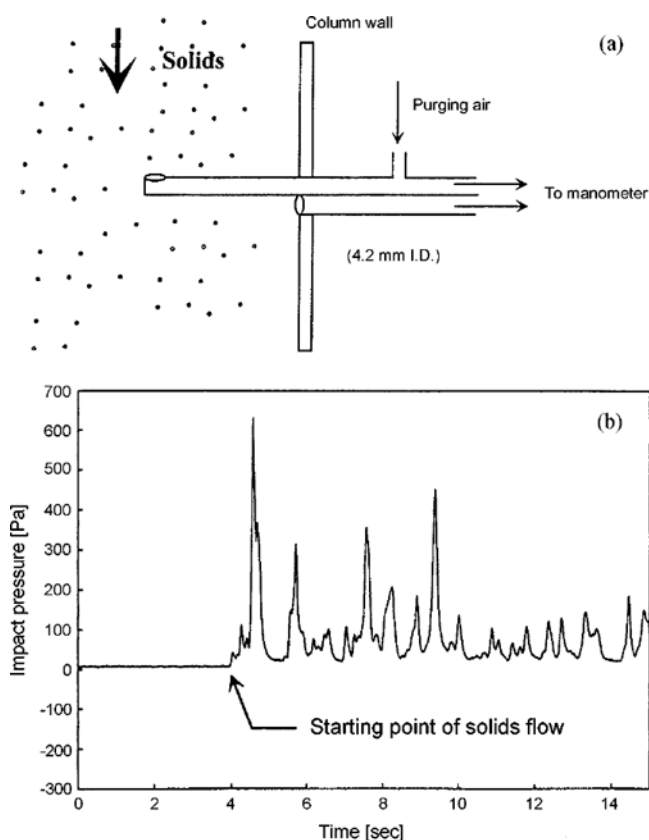 Column wall
(a)
Solids
Purging air
To manometer
(4.2 mm I.D.)
(b)
700
600
500
400
300
200
100
0
-100
-200
-300
Impact pressure [Pa]
Starting point of solids flow
0
2
4
6
8
10
12
14
Time [sec]